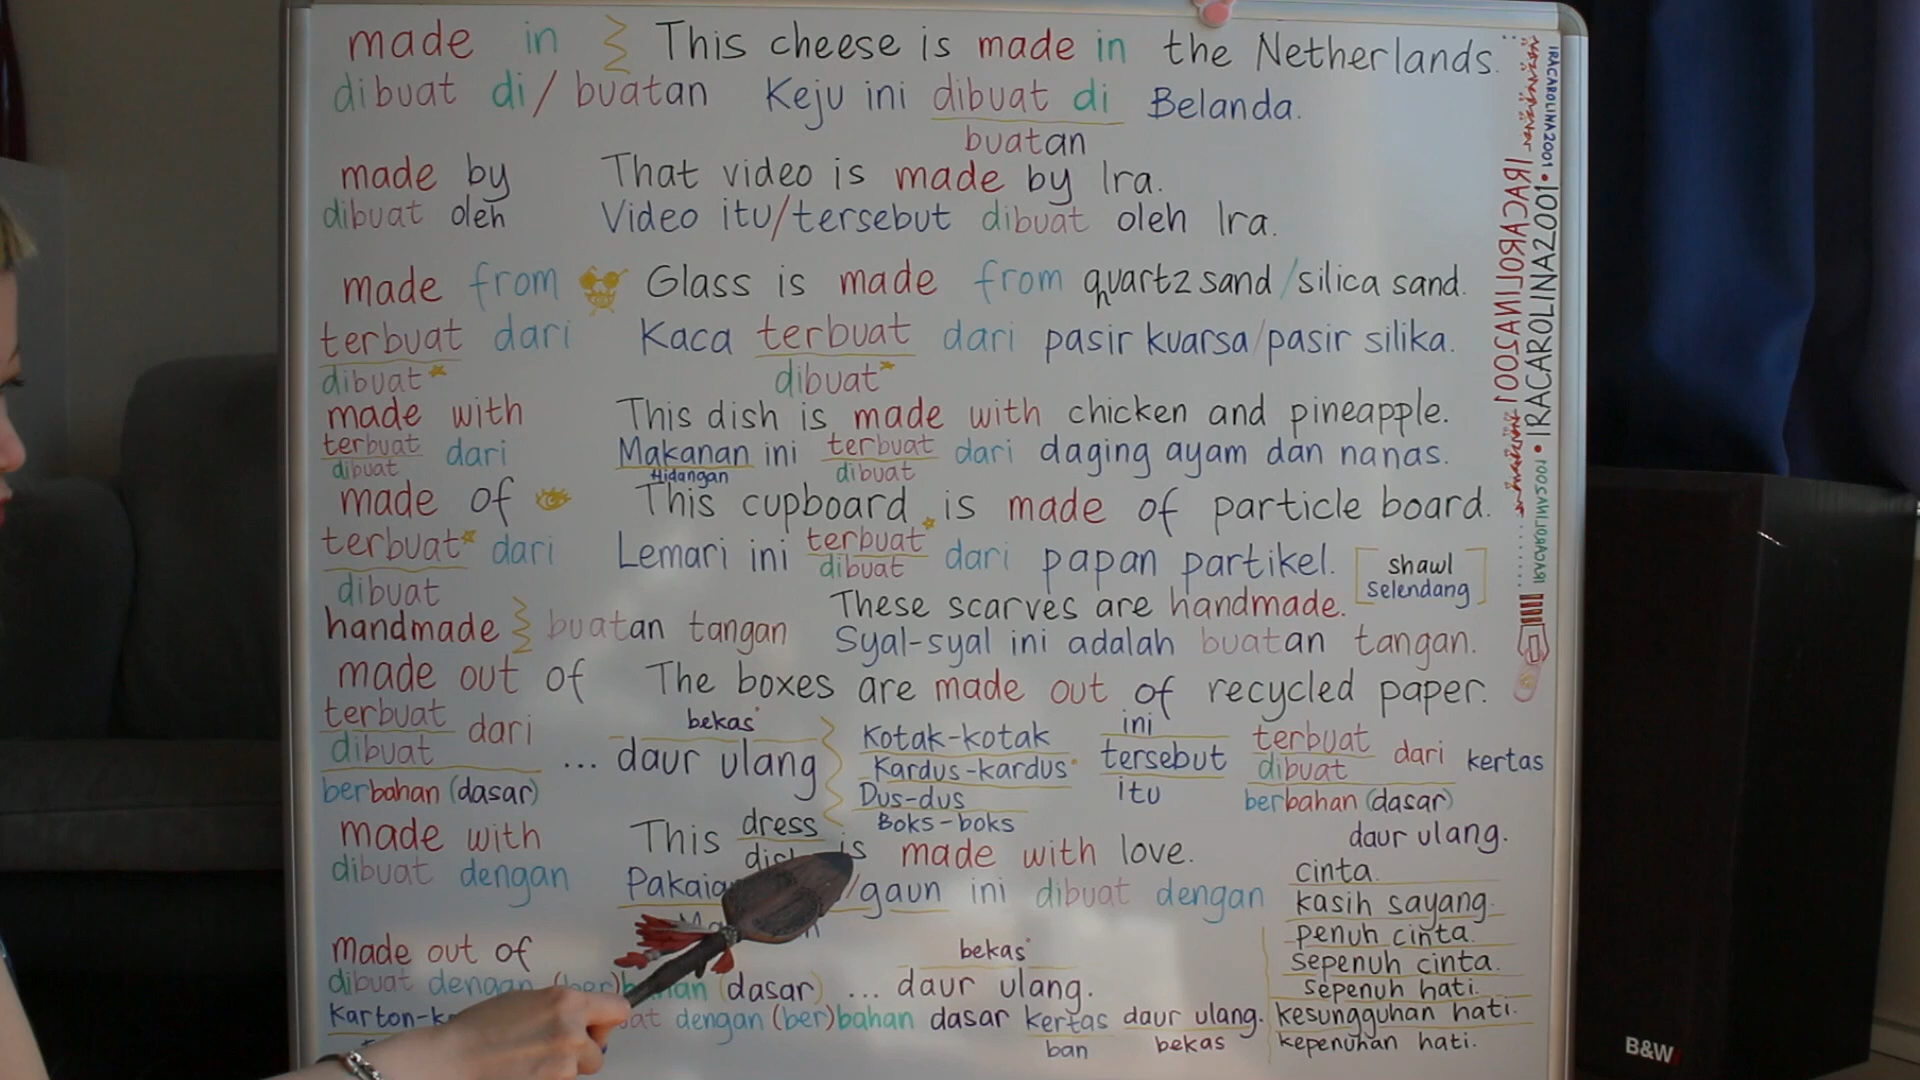 made in This cheese is made in the Netherlands.
dibuat di/buatan Keju ini dibuat di Belanda.
buatan
made by That video is made by Ira.
dibuat oleh Video itu/tersebut dibuat oleh Ira.
made from Glass is made from quartz sand/silica sand.
terbuat dari Kaca terbuat dari pasir kuarsa/pasir silika.
dibuat* dibuat*
made with This dish is made with chicken and pineapple.
terbuat dari Makanan ini terbuat dari daging ayam dan nanas.
dibuat Hidangan dibuat
made of This cupboard is made of particle board.
terbuat* dari Lemari ini terbuat* dari papan partikel.
dibuat dibuat
shawl
selendang
These scarves are handmade.
handmade buatan tangan Syal-syal ini adalah buatan tangan.
made out of The boxes are made out of recycled paper.
terbuat dari ... bekas
dibuat daur ulang
berbahan (dasar)
Kotak-kotak ini terbuat dari kertas
Kardus-kardus tersebut dibuat
Dus-dus itu berbahan (dasar)
Boks-boks daur ulang.
made with This dress is made with love.
dibuat dengan /gaun ini dibuat dengan cinta.
kasih sayang.
penuh cinta.
sepenuh cinta.
sepenuh hati.
kesungguhan hati.
kepenuhan hati.
made out of bekas
dibuat dengan (dasar) ... daur ulang.
dengan (ber)bahan dasar kertas daur ulang.
ban bekas
IRACAROLINA2001
IRACAROLINA2001
IRACAROLINA2001
IRACAROLINA2001
B&W